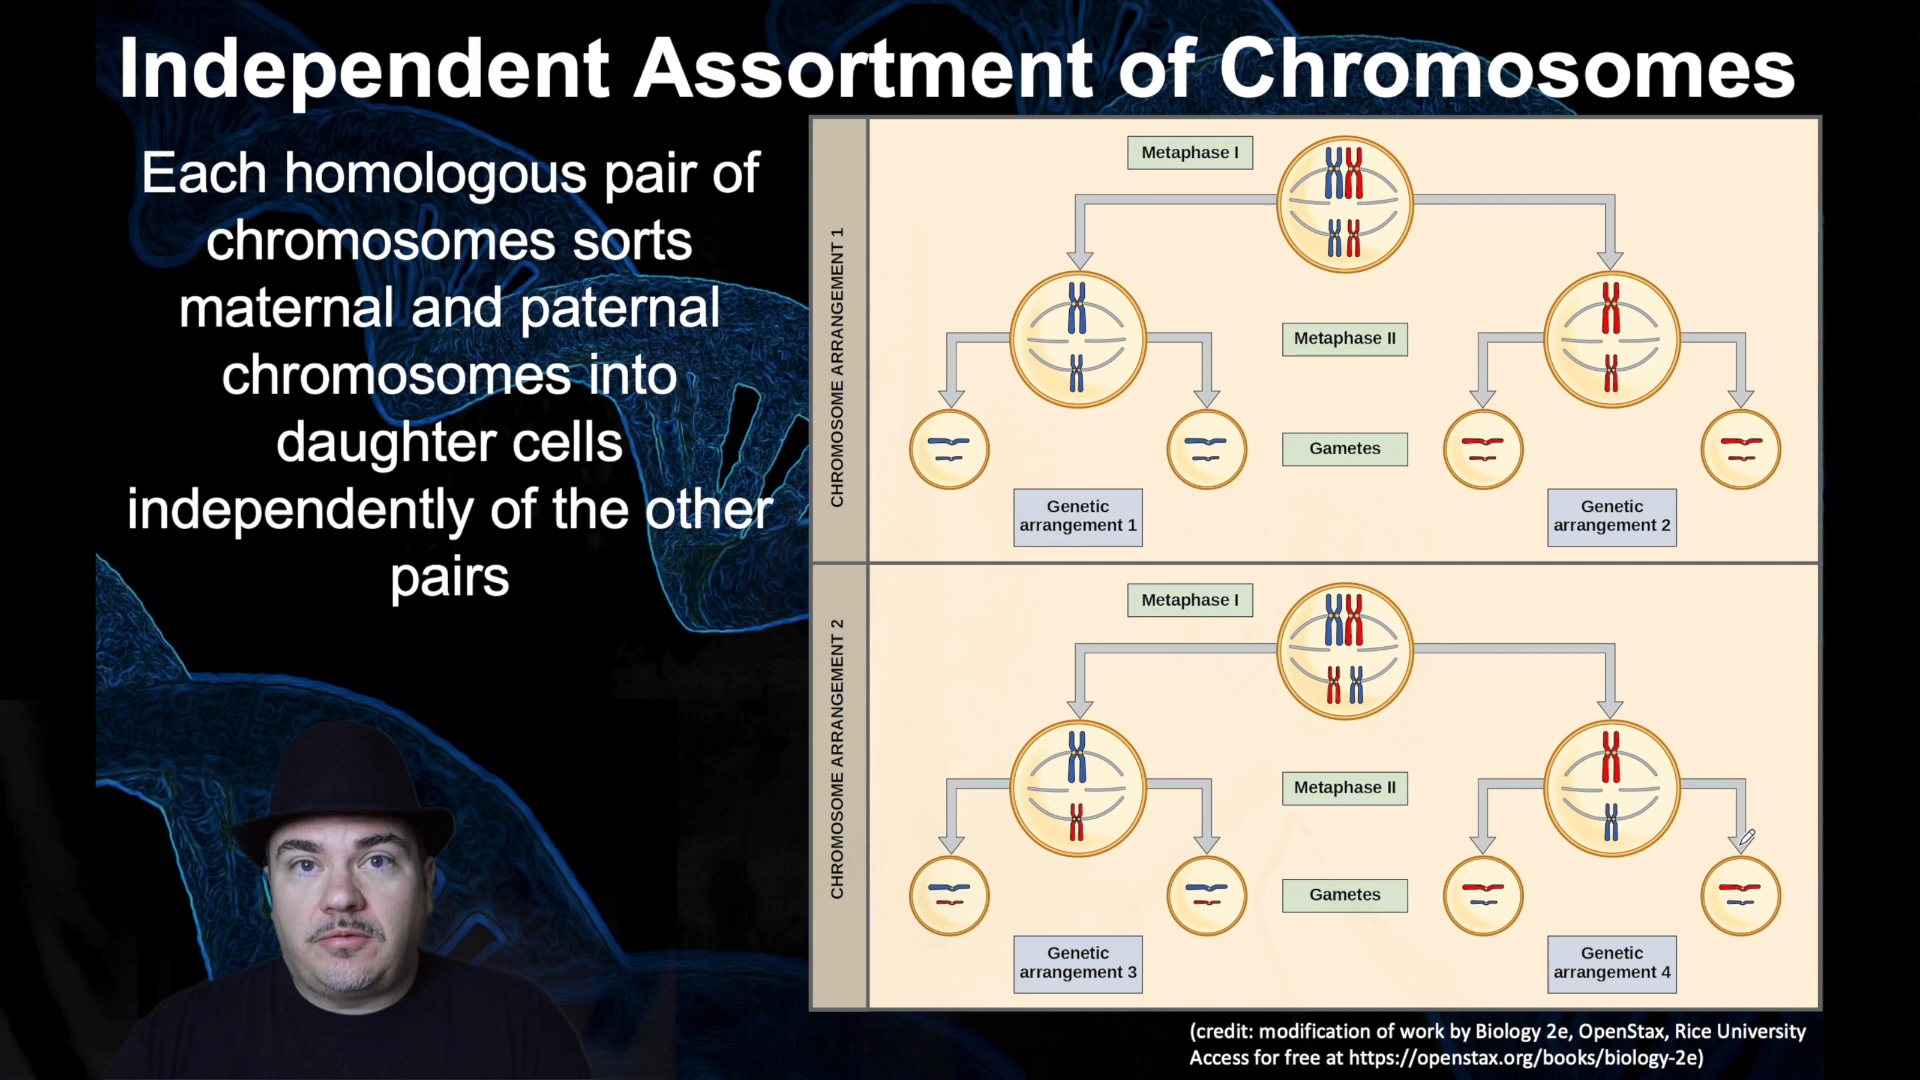 Independent Assortment of Chromosomes
Each homologous pair of
chromosomes sorts
maternal and paternal
chromosomes into
daughter cells
independently of the other
pairs
CHROMOSOME ARRANGEMENT 1
Metaphase I
Metaphase II
Gametes
Genetic
arrangement 1
Genetic
arrangement 2
CHROMOSOME ARRANGEMENT 2
Metaphase I
Metaphase II
Gametes
Genetic
arrangement 3
Genetic
arrangement 4
(credit: modification of work by Biology 2e, OpenStax, Rice University
Access for free at https://openstax.org/books/biology-2e)